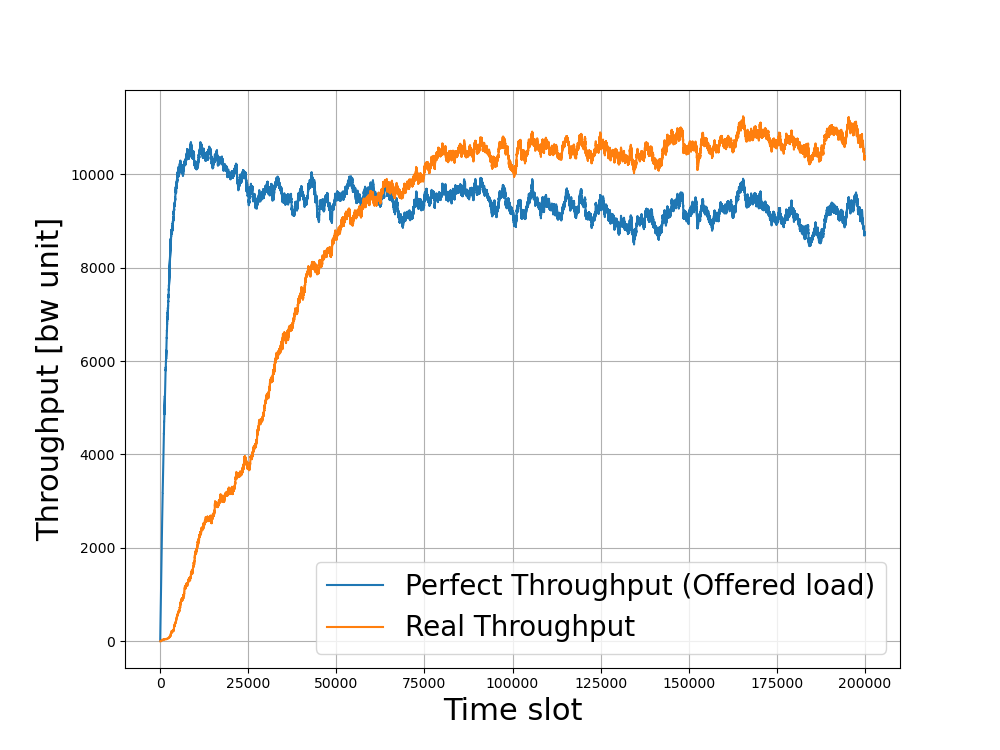 Throughput [bw unit]
10000
8000
6000
4000
2000
0
Perfect Throughput (Offered load)
Real Throughput
0 25000 50000 75000 100000 125000 150000 175000 200000
Time slot